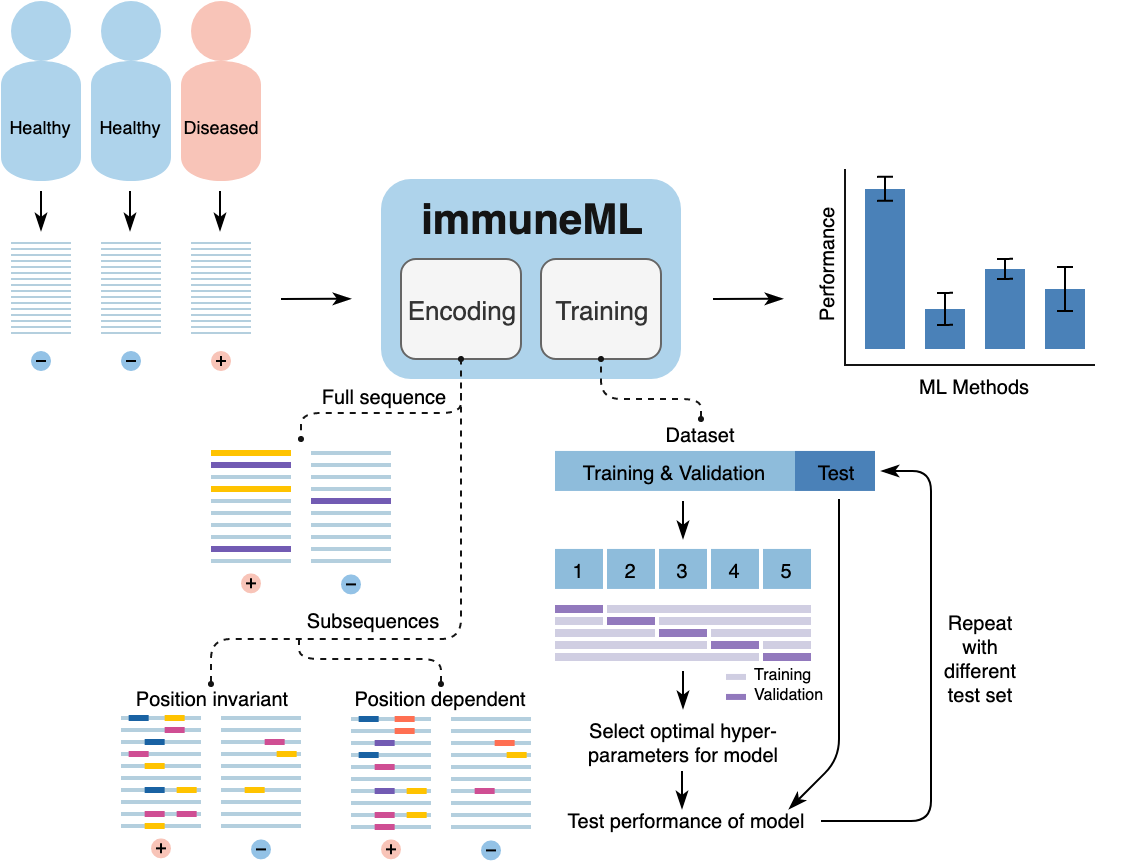 Healthy
Healthy
Diseased
−
−
+
immuneML
Encoding
Training
Performance
ML Methods
Full sequence
+
−
Subsequences
Position invariant
Position dependent
+
−
+
−
Dataset
Training & Validation
Test
1
2
3
4
5
Training
Validation
Select optimal hyper-
parameters for model
Test performance of model
Repeat
with
different
test set